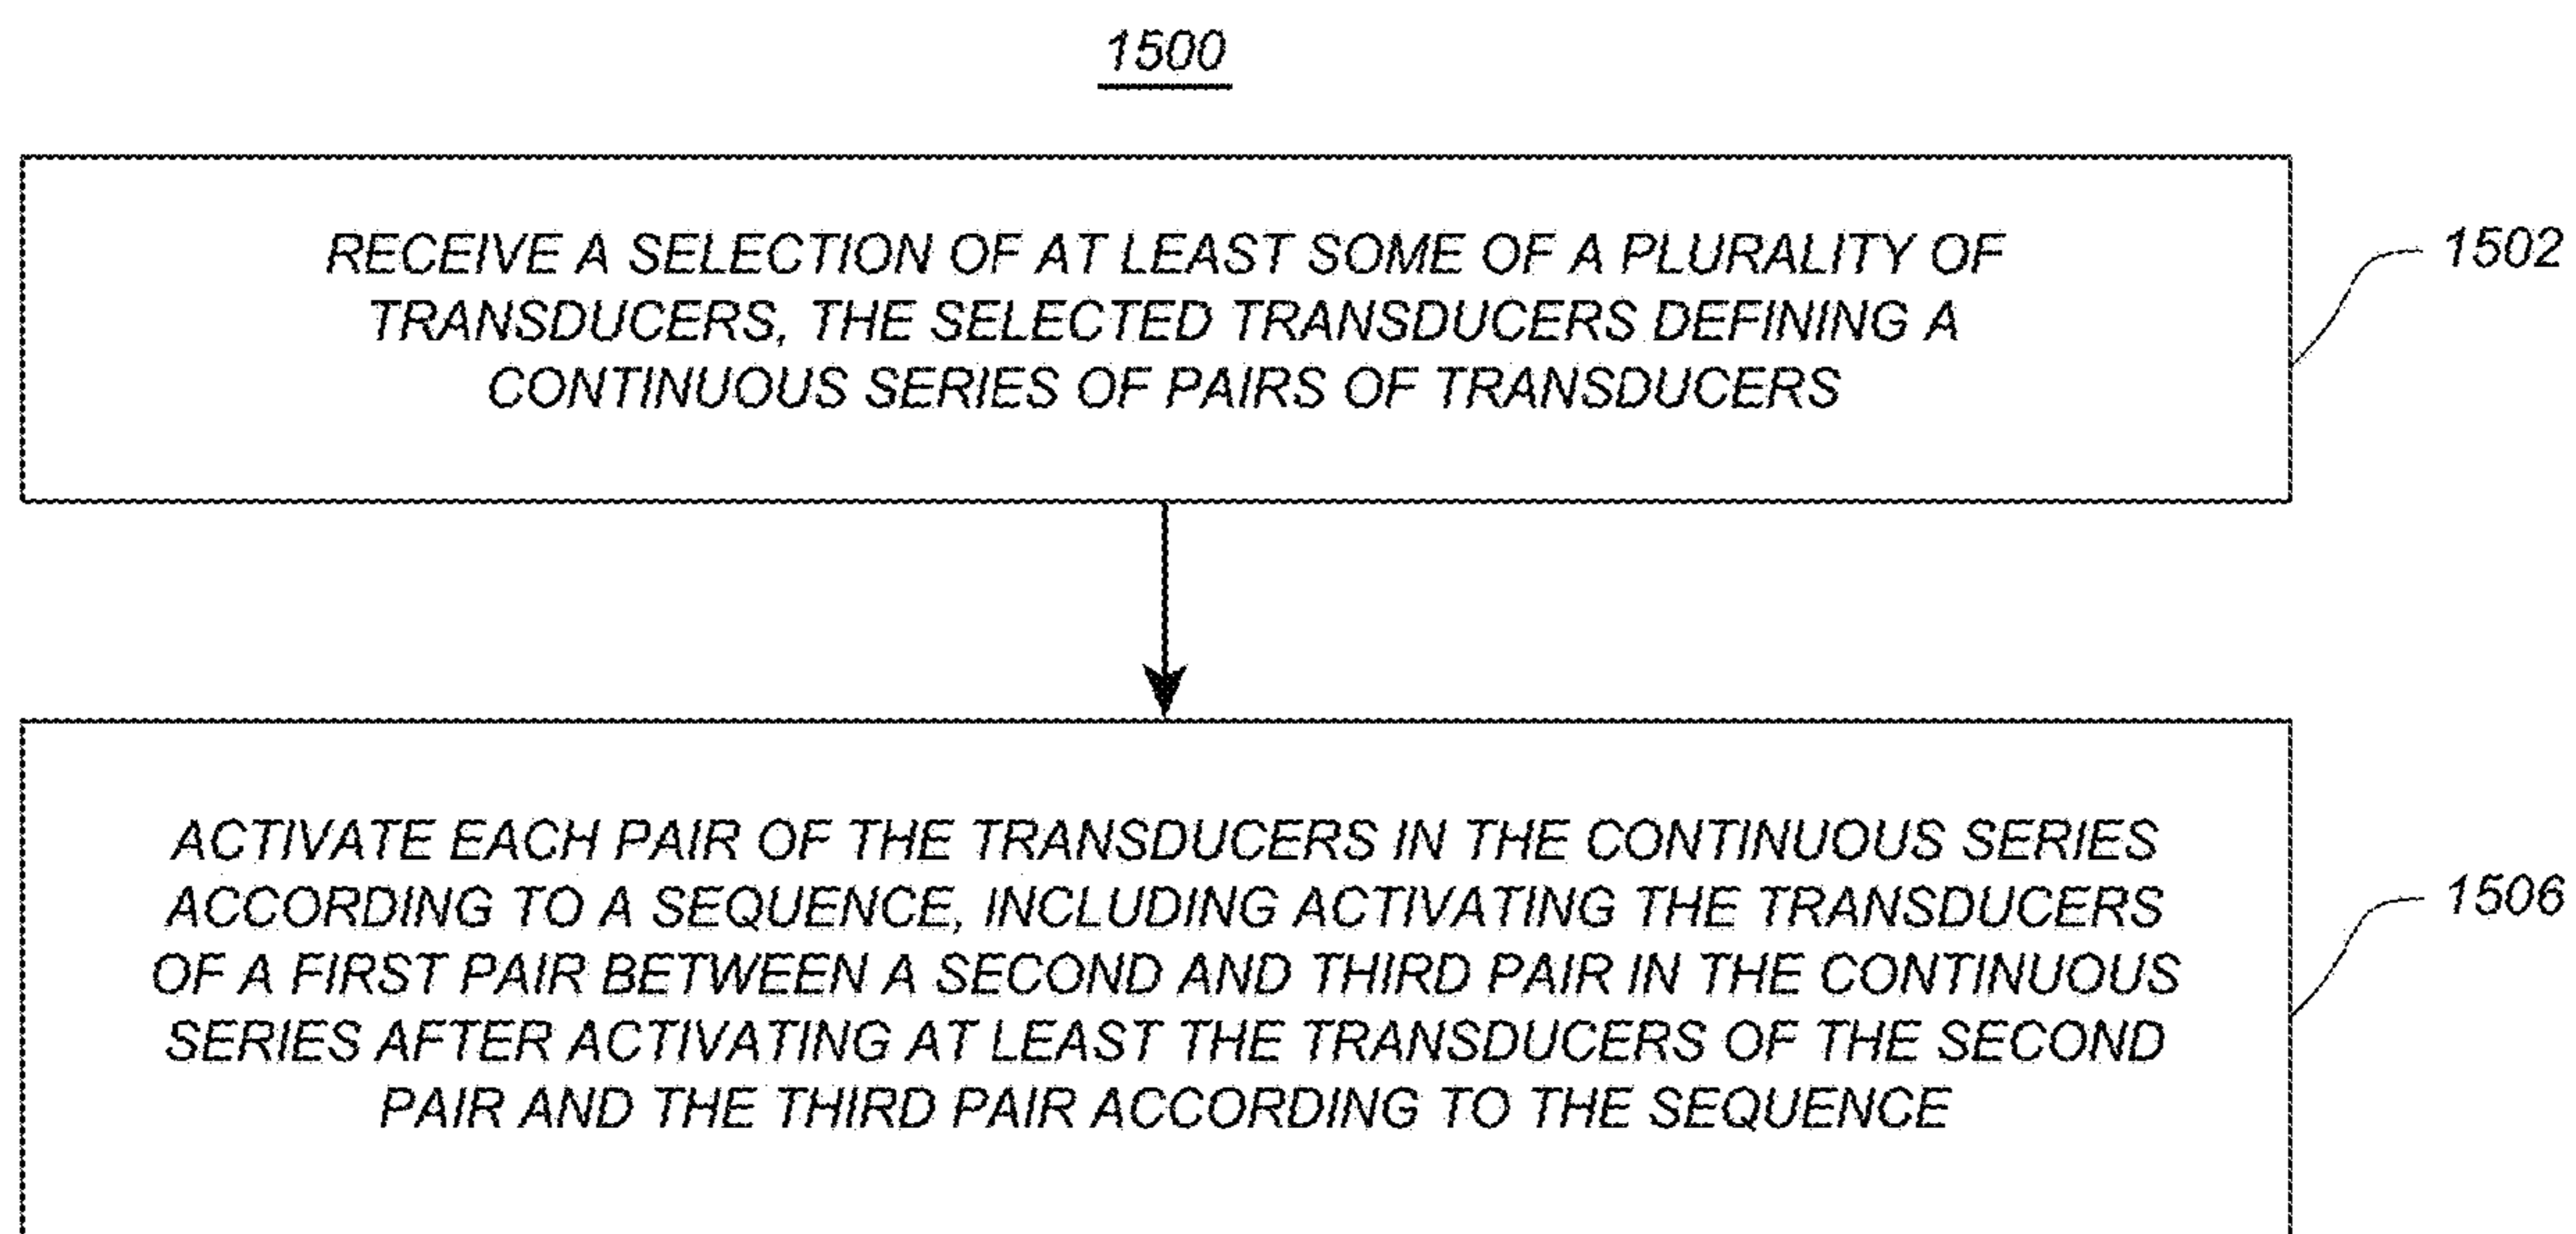 1500
RECEIVE A SELECTION OF AT LEAST SOME OF A PLURALITY OF
TRANSDUCERS, THE SELECTED TRANSDUCERS DEFINING A
CONTINUOUS SERIES OF PAIRS OF TRANSDUCERS
1502
ACTIVATE EACH PAIR OF THE TRANSDUCERS IN THE CONTINUOUS SERIES
ACCORDING TO A SEQUENCE, INCLUDING ACTIVATING THE TRANSDUCERS
OF A FIRST PAIR BETWEEN A SECOND AND THIRD PAIR IN THE CONTINUOUS
SERIES AFTER ACTIVATING AT LEAST THE TRANSDUCERS OF THE SECOND
PAIR AND THE THIRD PAIR ACCORDING TO THE SEQUENCE
1506